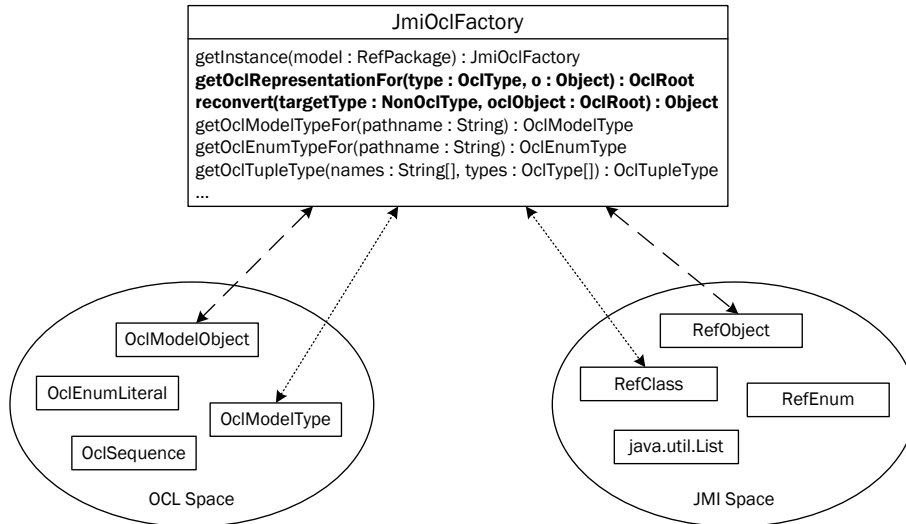 JmiOclFactory
getInstance(model : RefPackage) : JmiOclFactory
getOclRepresentationFor(type : OclType, o : Object) : OclRoot
reconvert(targetType : NonOclType, oclObject : OclRoot) : Object
getOclModelTypeFor(pathname : String) : OclModelType
getOclEnumTypeFor(pathname : String) : OclEnumType
getOclTupleType(names : String[], types : OclType[]) : OclTupleType
...
OclModelObject
OclEnumLiteral
OclModelType
OclSequence
OCL Space
RefObject
RefClass
RefEnum
java.util.List
JMI Space